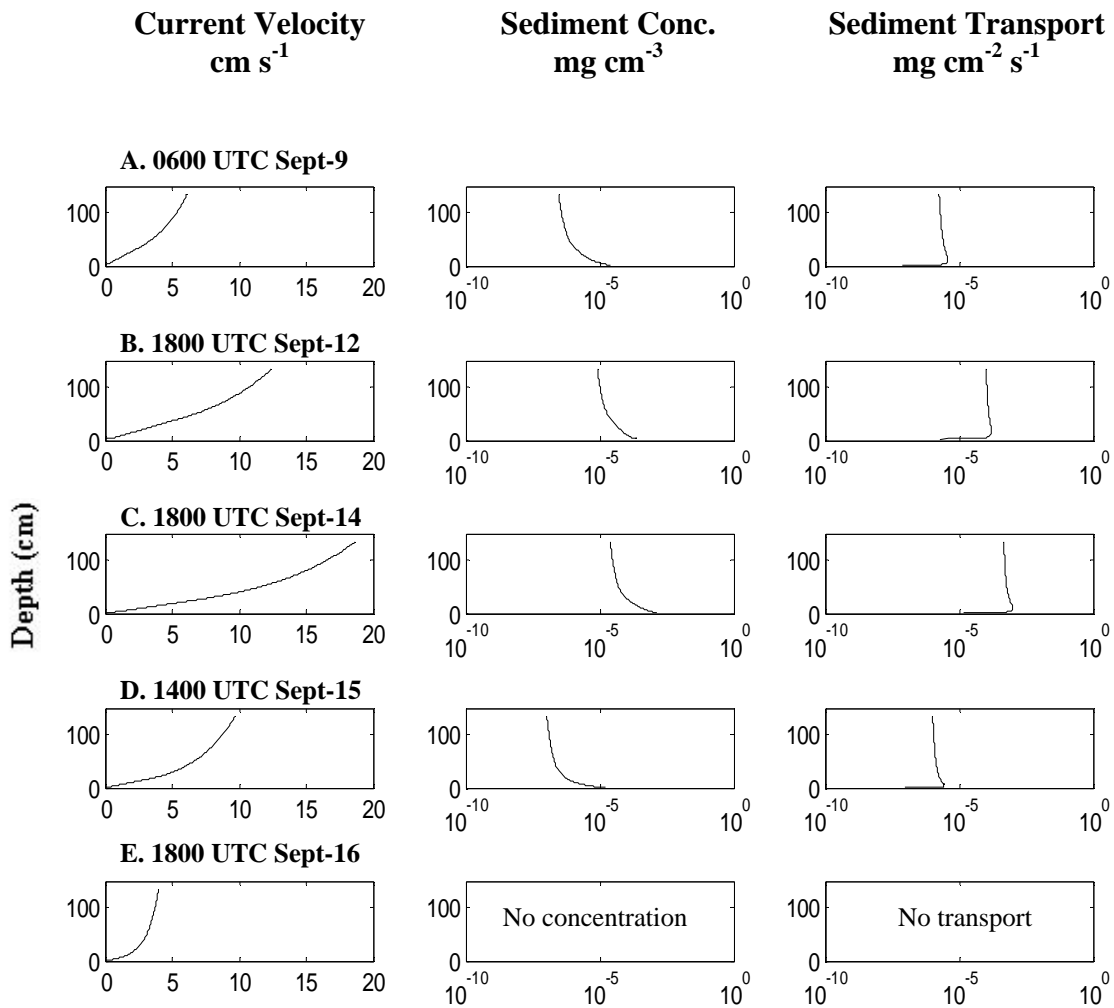 Current Velocity Sediment Conc. Sediment Transport
cm s⁻¹ mg cm⁻³ mg cm⁻² s⁻¹
A. 0600 UTC Sept-9
100 100 100
0 0 0
0 5 10 15 20 10⁻¹⁰ 10⁻⁵ 10⁰ 10⁻¹⁰ 10⁻⁵ 10⁰
B. 1800 UTC Sept-12
100 100 100
0 0 0
0 5 10 15 20 10⁻¹⁰ 10⁻⁵ 10⁰ 10⁻¹⁰ 10⁻⁵ 10⁰
Depth (cm)
C. 1800 UTC Sept-14
100 100 100
0 0 0
0 5 10 15 20 10⁻¹⁰ 10⁻⁵ 10⁰ 10⁻¹⁰ 10⁻⁵ 10⁰
D. 1400 UTC Sept-15
100 100 100
0 0 0
0 5 10 15 20 10⁻¹⁰ 10⁻⁵ 10⁰ 10⁻¹⁰ 10⁻⁵ 10⁰
E. 1800 UTC Sept-16
100 100 No concentration 100 No transport
0 0 0
0 5 10 15 20 10⁻¹⁰ 10⁻⁵ 10⁰ 10⁻¹⁰ 10⁻⁵ 10⁰